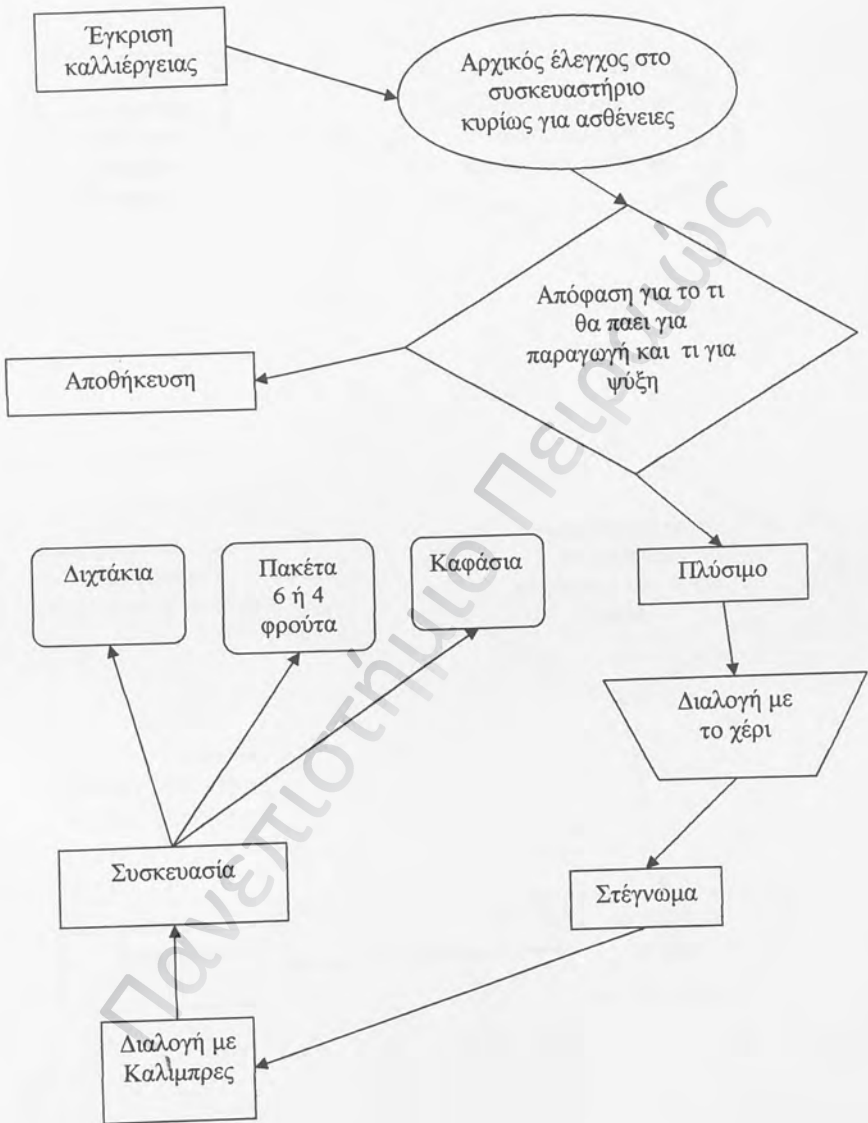 Έγκριση
καλλιέργειας
Αρχικός έλεγχος στο
συσκευαστήριο
κυρίως για ασθένειες
Απόφαση για το τι
θα παει για
παραγωγή και τι για
ψύξη
Αποθήκευση
Διχτάκια
Πακέτα
6 ή 4
φρούτα
Καφάσια
Πλύσιμο
Διαλογή με
το χέρι
Συσκευασία
Στέγνωμα
Διαλογή με
Καλίμπρες
Πανεπιστήμιο Πειραιώς